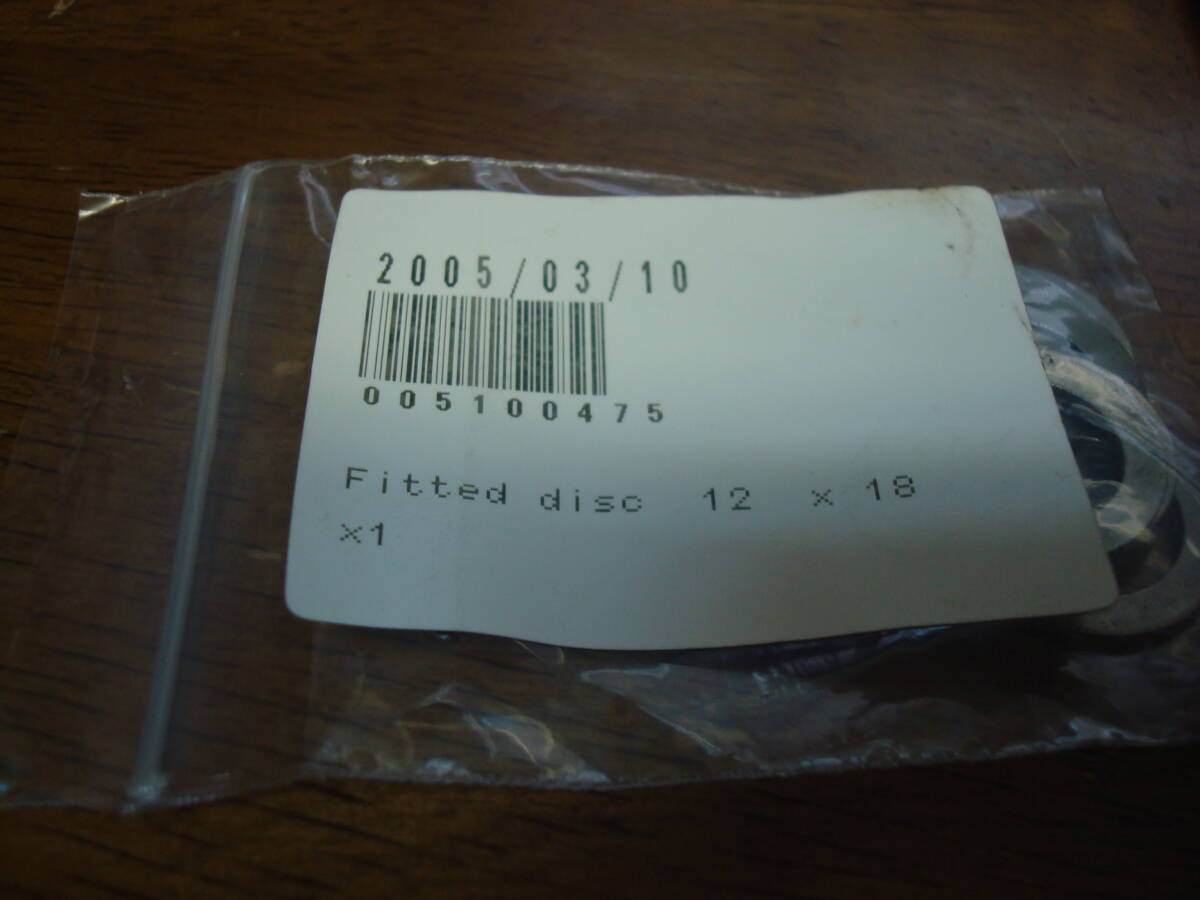 2005/03/10
005100475
Fitted disc 12 x 18
x1